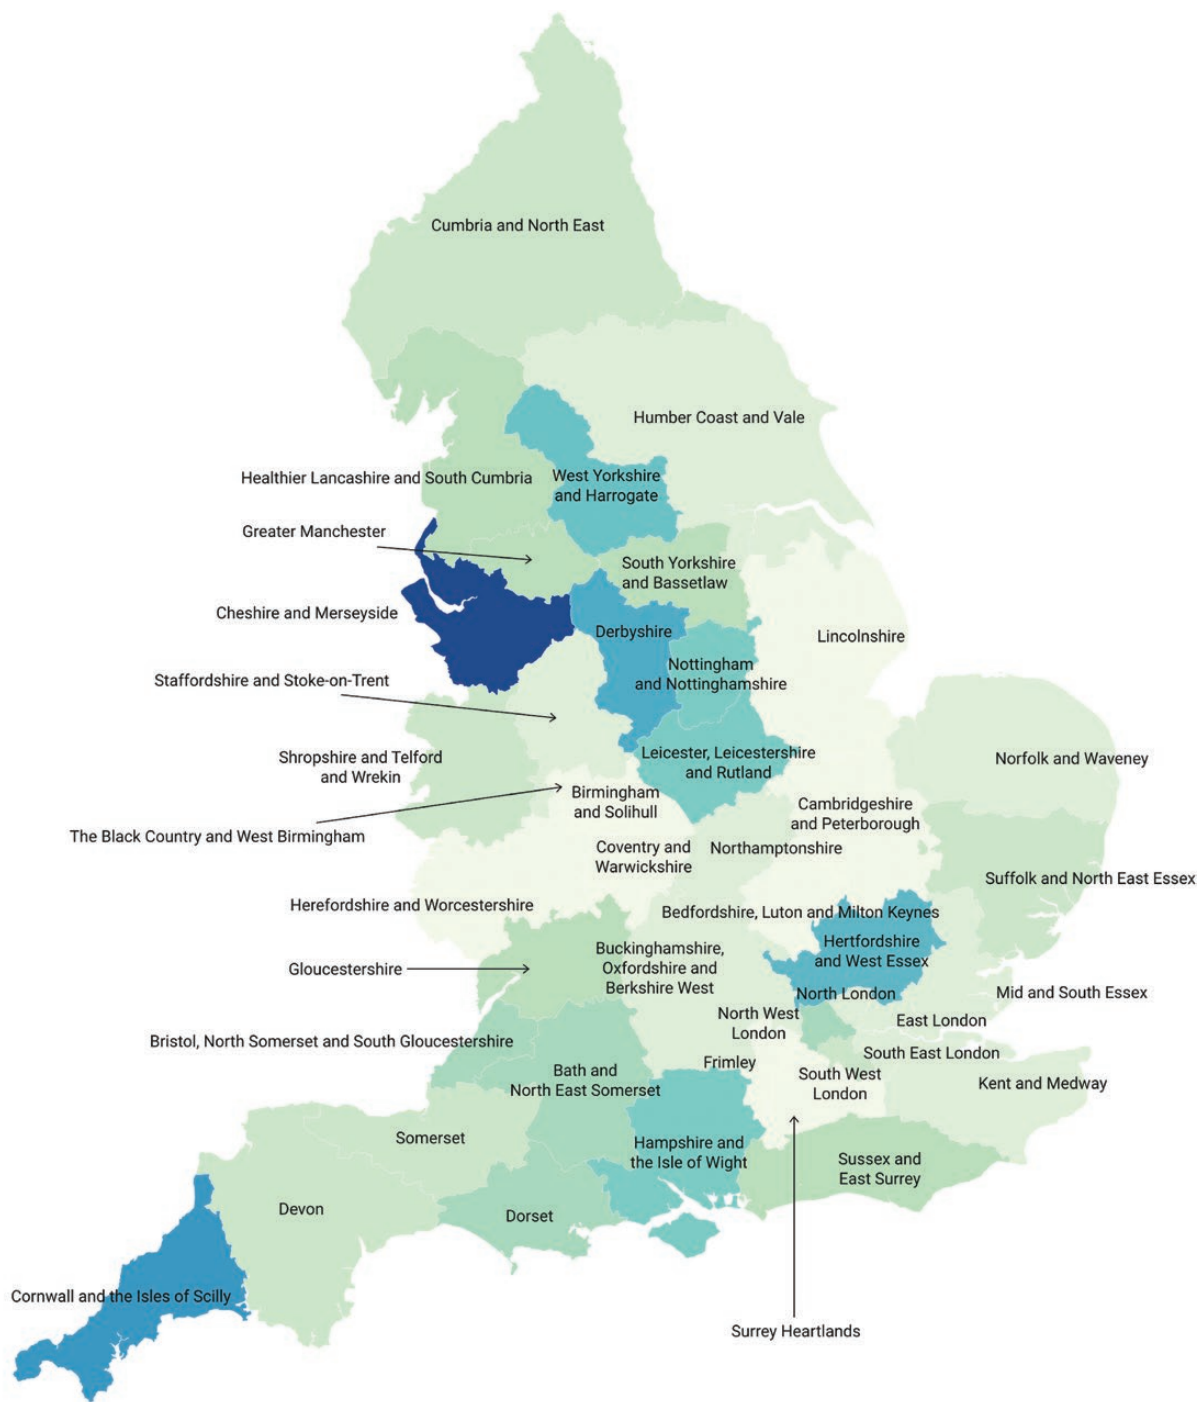 Cumbria and North East
Humber Coast and Vale
Healthier Lancashire and South Cumbria
West Yorkshire
and Harrogate
Greater Manchester
South Yorkshire
and Bassetlaw
Cheshire and Merseyside
Derbyshire
Lincolnshire
Nottingham
and Nottinghamshire
Staffordshire and Stoke-on-Trent
Shropshire and Telford
and Wrekin
Leicester, Leicestershire
and Rutland
Norfolk and Waveney
Birmingham
and Solihull
Cambridgeshire
and Peterborough
The Black Country and West Birmingham
Coventry and
Warwickshire
Northamptonshire
Suffolk and North East Essex
Herefordshire and Worcestershire
Bedfordshire, Luton and Milton Keynes
Hertfordshire
and West Essex
Buckinghamshire,
Oxfordshire and
Berkshire West
Gloucestershire
North London
Mid and South Essex
North West
London
East London
Bristol, North Somerset and South Gloucestershire
South East London
Frimley
South West
London
Kent and Medway
Bath and
North East Somerset
Somerset
Hampshire and
the Isle of Wight
Sussex and
East Surrey
Devon
Dorset
Cornwall and the Isles of Scilly
Surrey Heartlands